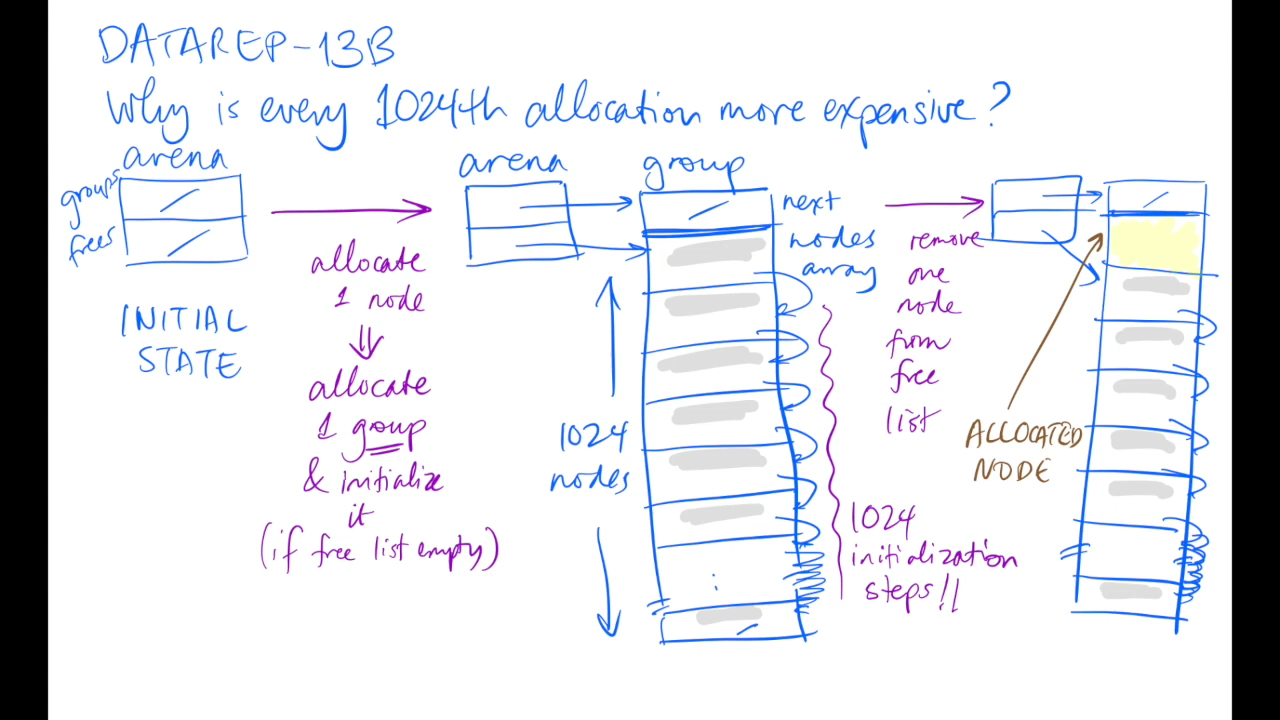 DATAREP-13B
Why is every 1024th allocation more expensive?
arena
groups
frees
INITIAL
STATE
allocate
1 node
⇓
allocate
1 group
& initialize
it
(if free list empty)
arena
group
next
nodes
array
1024
nodes
1024
initialization
steps!!
remove
one
node
from
free
list
ALLOCATED
NODE